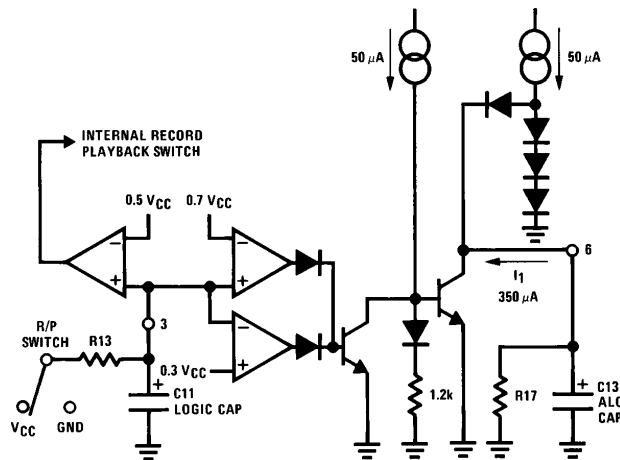 50 μA
50 μA
INTERNAL RECORD
PLAYBACK SWITCH
0.5 VCC
0.7 VCC
−
+
−
+
6
I1
350 μA
3
R/P
SWITCH
R13
−
+
0.3 VCC
+
C11
LOGIC CAP
VCC
GND
1.2k
R17
+
C13
ALC
CAP